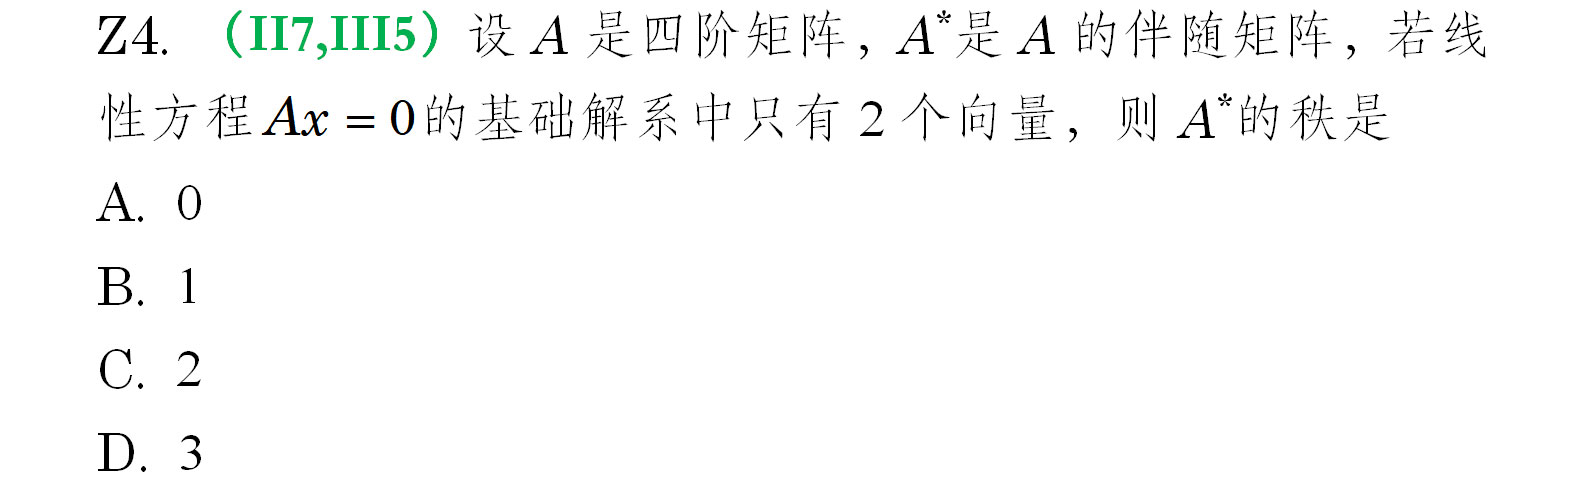 Z4. （II7,III5）设 A 是四阶矩阵，A*是 A 的伴随矩阵，若线
性方程Ax = 0的基础解系中只有 2 个向量，则 A*的秩是
A. 0
B. 1
C. 2
D. 3